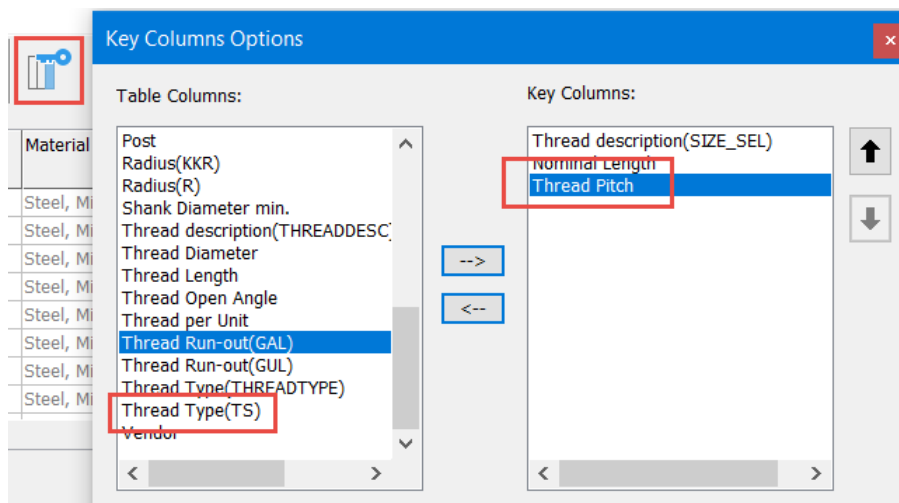 Key Columns Options
×
Table Columns:
Key Columns:
Material
Steel, Mi
Steel, Mi
Steel, Mi
Steel, Mi
Steel, Mi
Steel, Mi
Steel, Mi
Steel, Mi
Post
Radius(KKR)
Radius(R)
Shank Diameter min.
Thread description(THREADDESC)
Thread Diameter
Thread Length
Thread Open Angle
Thread per Unit
Thread Run-out(GAL)
Thread Run-out(GUL)
Thread Type(THREADTYPE)
Thread Type(TS)
Vendor
-->
<--
Thread description(SIZE_SEL)
Nominal Length
Thread Pitch